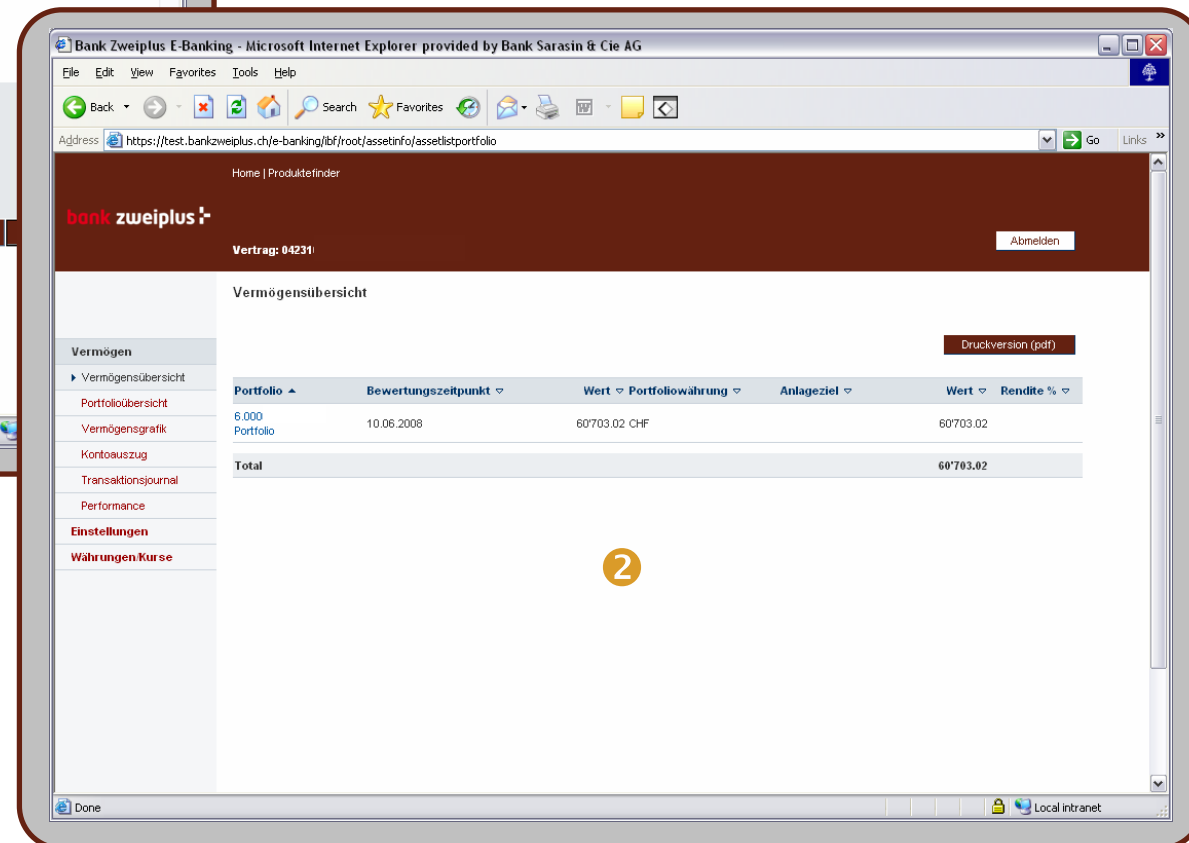 Bank Zweiplus E-Banking - Microsoft Internet Explorer provided by Bank Sarasin & Cie AG
File Edit View Favorites Tools Help
Back Search Favorites
Address https://test.bankzweiplus.ch/e-banking/ibf/root/assetinfo/assetlistportfolio Go Links »
Home | Produktefinder
bank zweiplus
Vertrag: 04231
Abmelden
Vermögensübersicht
Druckversion (pdf)
Vermögen
Vermögensübersicht
Portfolioübersicht
Vermögensgrafik
Kontoauszug
Transaktionsjournal
Performance
Einstellungen
Währungen/Kurse
Portfolio Bewertungszeitpunkt Wert Portfoliowährung Anlageziel Wert Rendite %
6.000 Portfolio 10.06.2008 60'703.02 CHF 60'703.02
Total 60'703.02
2
Done Local intranet